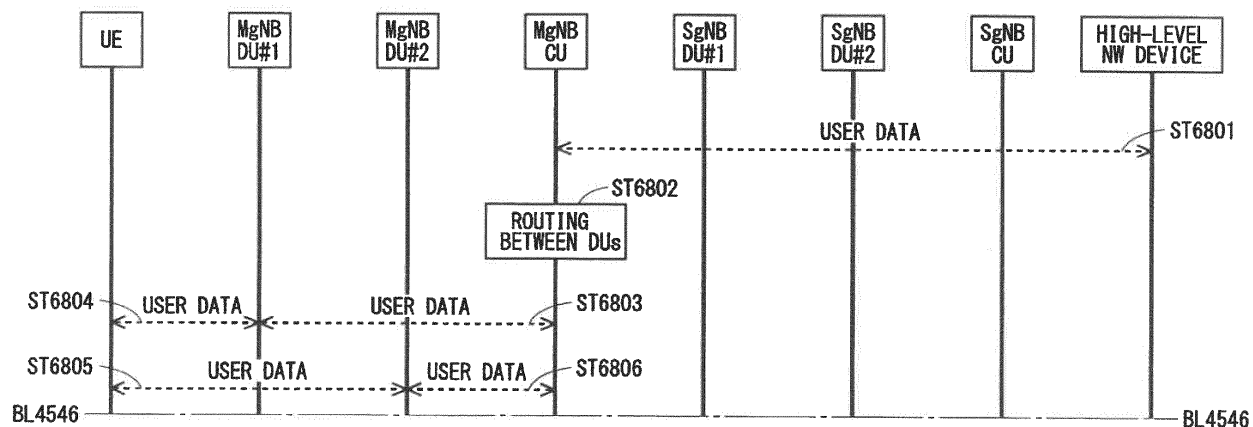 UE
MgNB
DU#1
MgNB
DU#2
MgNB
CU
SgNB
DU#1
SgNB
DU#2
SgNB
CU
HIGH-LEVEL
NW DEVICE
USER DATA
ST6801
ST6802
ROUTING
BETWEEN DUs
ST6804
USER DATA
USER DATA
ST6803
ST6805
USER DATA
USER DATA
ST6806
BL4546
BL4546